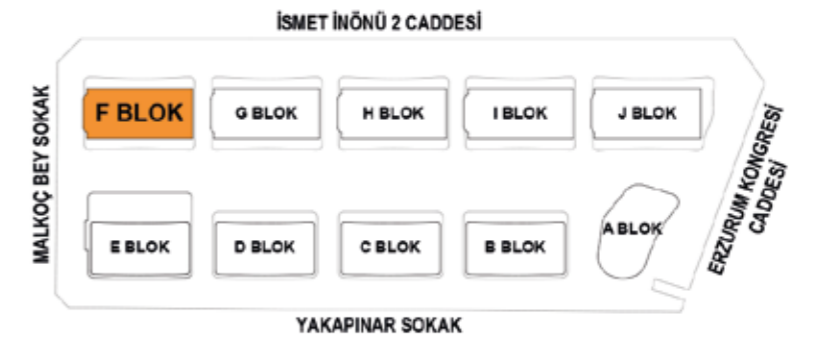 İSMET İNÖNÜ 2 CADDESİ
MALKOÇ BEY SOKAK
F BLOK
G BLOK
H BLOK
I BLOK
J BLOK
ERZURUM KONGRESİ
CADDESİ
E BLOK
D BLOK
C BLOK
B BLOK
A BLOK
YAKAPINAR SOKAK